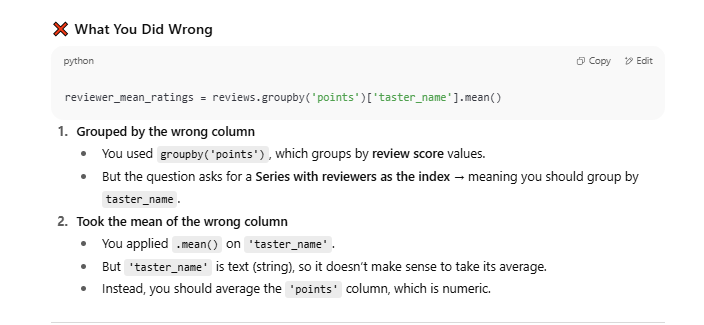 ❌ What You Did Wrong
python
Copy Edit
reviewer_mean_ratings = reviews.groupby('points')['taster_name'].mean()
1. Grouped by the wrong column
• You used groupby('points'), which groups by review score values.
• But the question asks for a Series with reviewers as the index → meaning you should group by
taster_name.
2. Took the mean of the wrong column
• You applied .mean() on 'taster_name'.
• But 'taster_name' is text (string), so it doesn't make sense to take its average.
• Instead, you should average the 'points' column, which is numeric.